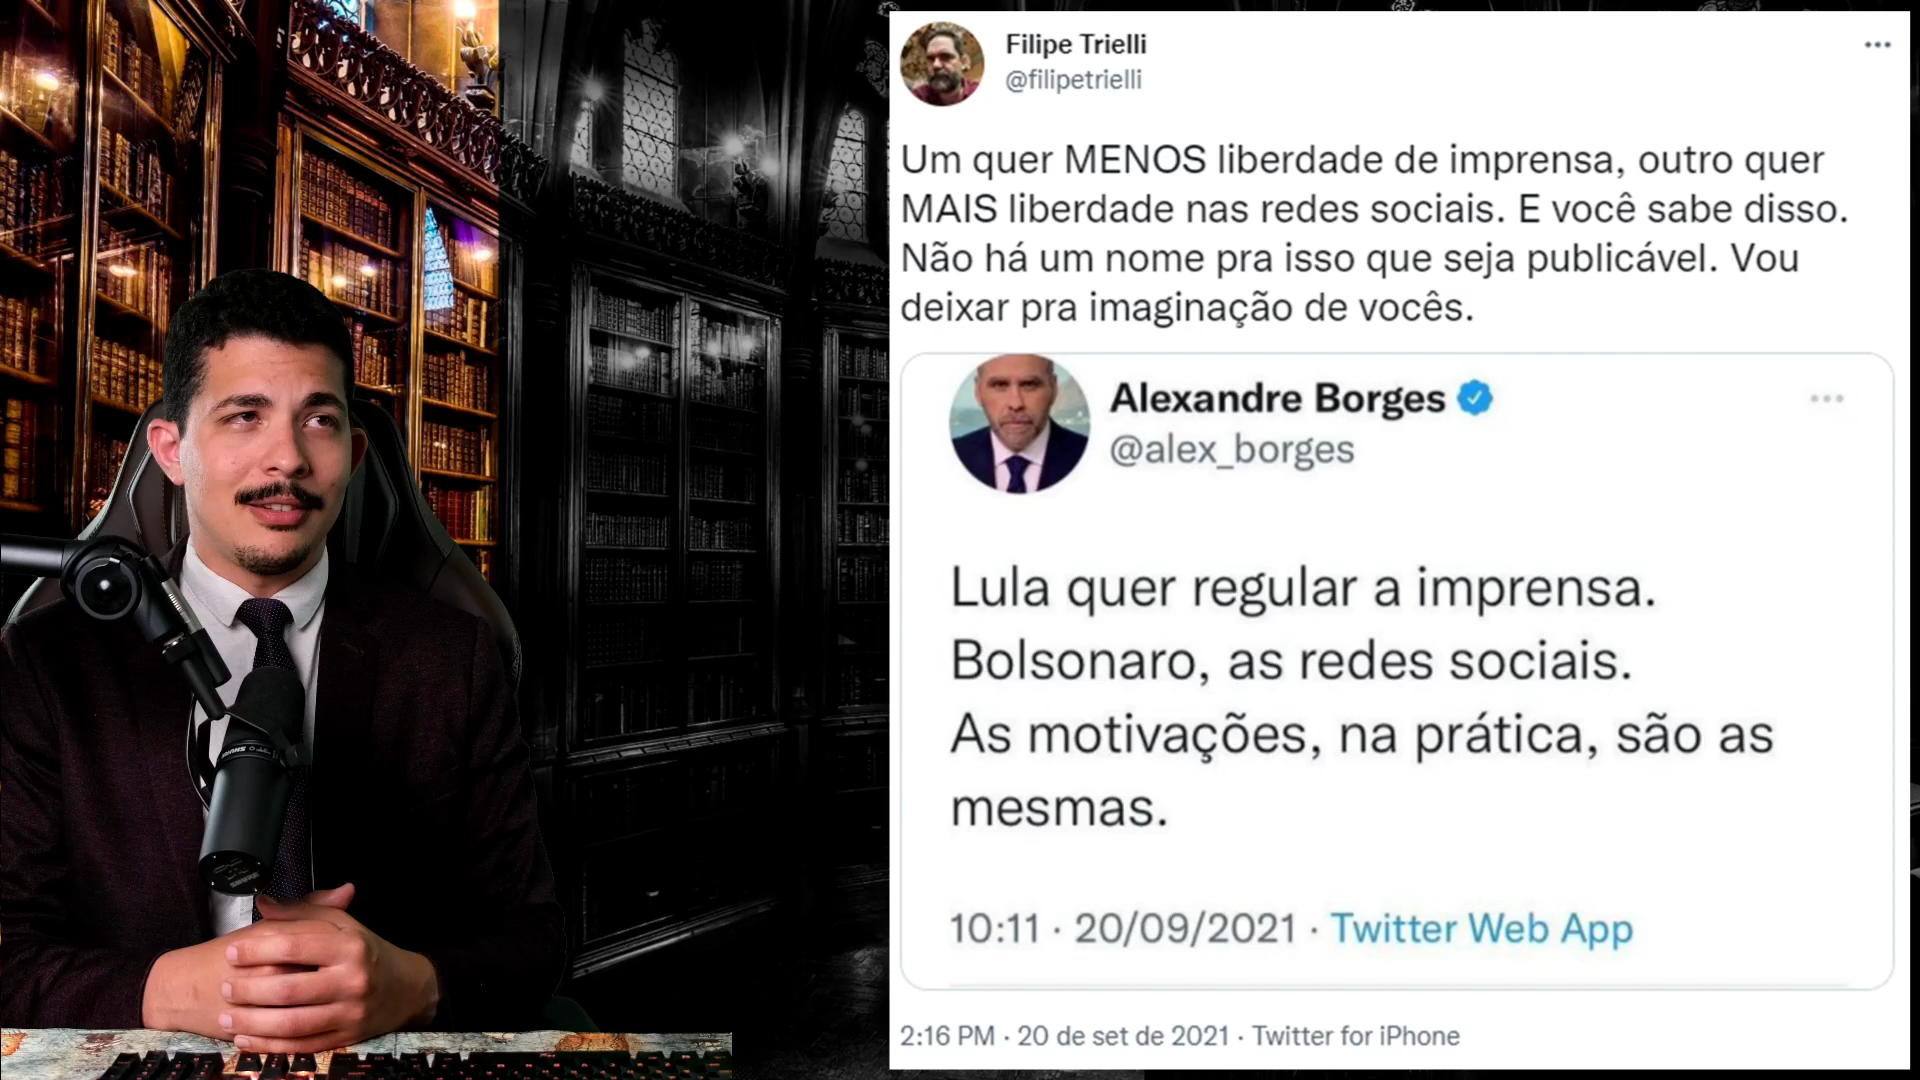 Filipe Trielli
@filipetrielli
Um quer MENOS liberdade de imprensa, outro quer
MAIS liberdade nas redes sociais. E você sabe disso.
Não há um nome pra isso que seja publicável. Vou
deixar pra imaginação de vocês.
Alexandre Borges
@alex_borges
Lula quer regular a imprensa.
Bolsonaro, as redes sociais.
As motivações, na prática, são as
mesmas.
10:11 · 20/09/2021 · Twitter Web App
2:16 PM · 20 de set de 2021 · Twitter for iPhone